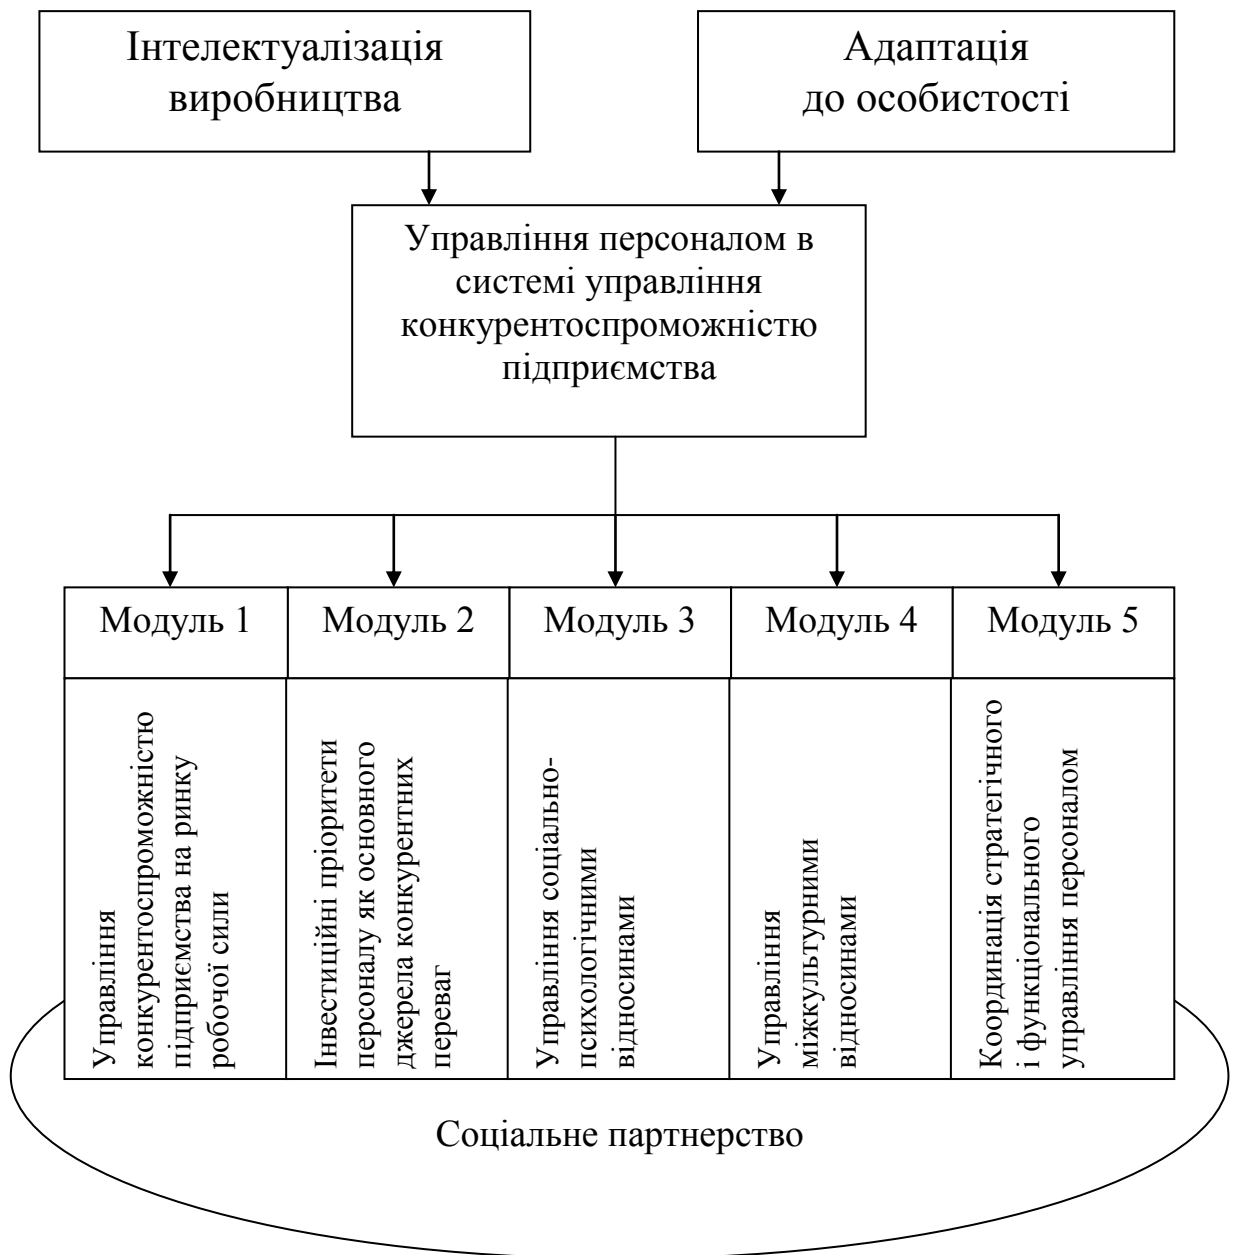 Інтелектуалізація
виробництва
Адаптація
до особистості
Управління персоналом в
системі управління
конкурентоспроможністю
підприємства
Модуль 1
Модуль 2
Модуль 3
Модуль 4
Модуль 5
Управління
конкурентоспроможністю
підприємства на ринку
робочої сили
Інвестиційні пріоритети
персоналу як основного
джерела конкурентних
переваг
Управління соціально-
психологічними
відносинами
Управління
міжкультурними
відносинами
Координація стратегічного
і функціонального
управління персоналом
Соціальне партнерство